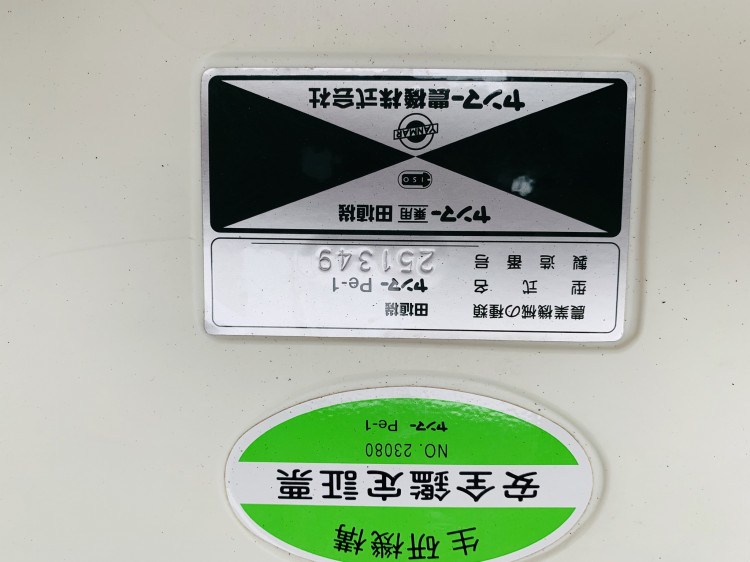 生研機構
安全鑑定証票
NO. 23080
ヤンマー Pe-1
農業機械の種類 田植機
型式名 ヤンマー Pe-1
製造番号 251349
ヤンマー 乗用 田植機
ISO
YANMAR
ヤンマー農機株式会社